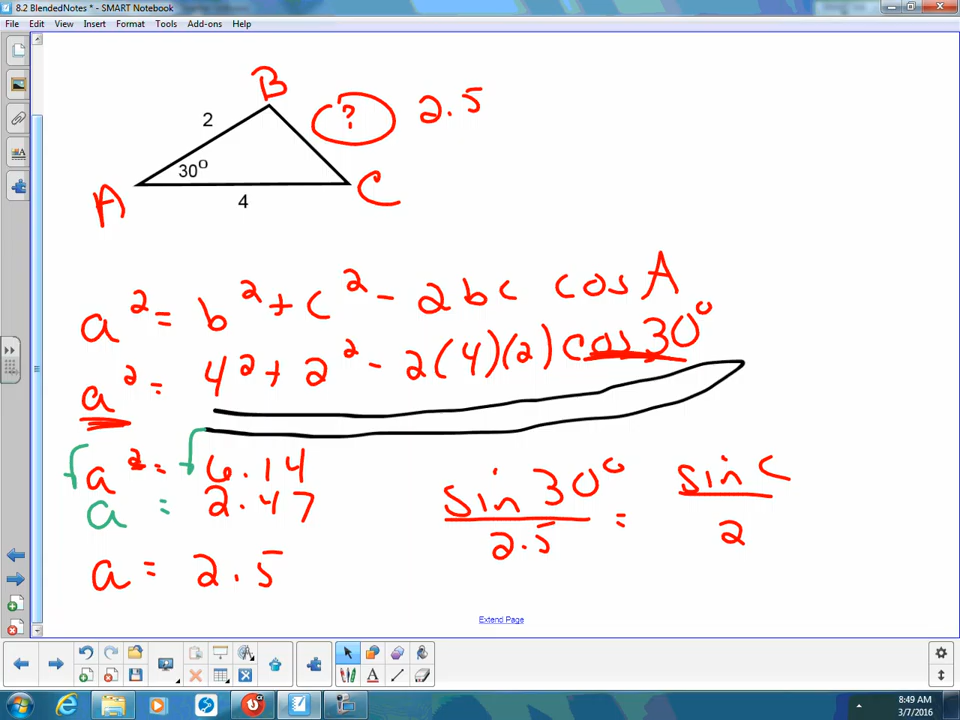 8.2 BlendedNotes * - SMART Notebook
File Edit View Insert Format Tools Add-ons Help
B
2 ? 2.5
30°
A 4 C
a² = b² + c² - 2bc cos A
a² = 4² + 2² - 2(4)(2) cos 30°
√a² = √6.14
a = 2.47
a = 2.5
sin 30° / 2.5 = sin C / 2
Extend Page
8:49 AM
3/7/2016